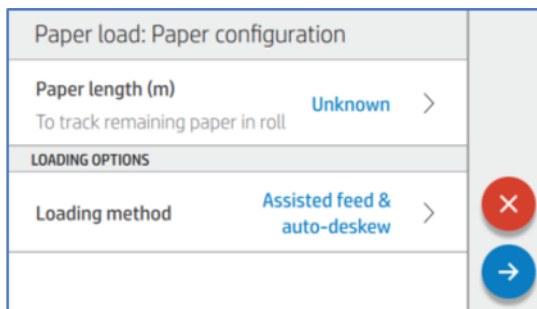 Paper load: Paper configuration
Paper length (m)
Unknown
To track remaining paper in roll
LOADING OPTIONS
Loading method
Assisted feed &
auto-deskew